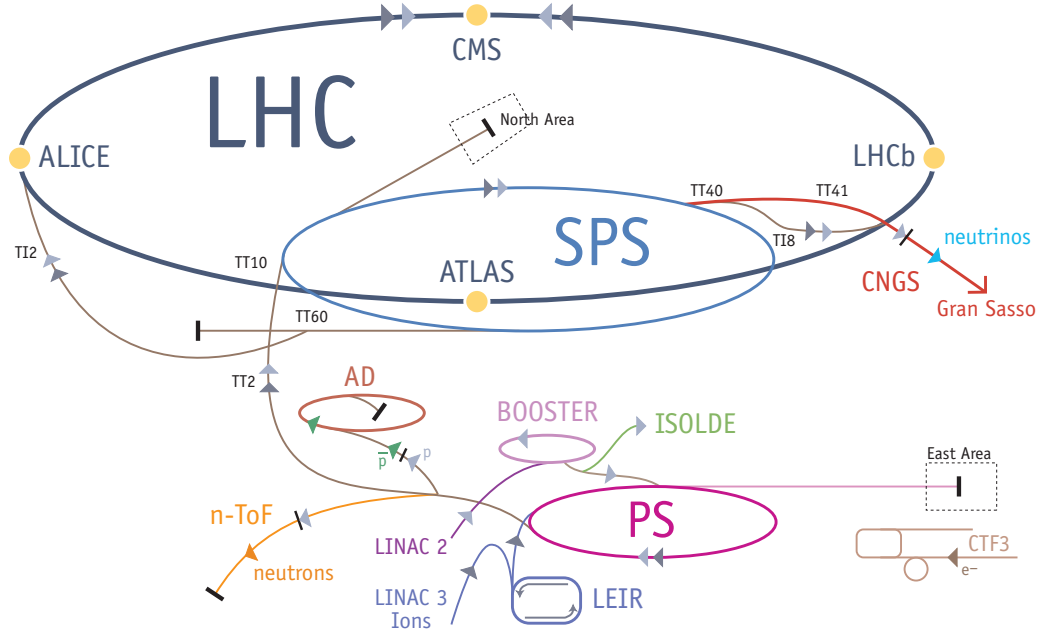 CMS
LHC
North Area
ALICE
LHCb
TT40
TT41
SPS
TI8
neutrinos
TI2
TT10
ATLAS
CNGS
Gran Sasso
TT60
TT2
AD
BOOSTER
ISOLDE
p
p
East Area
n-ToF
PS
LINAC 2
neutrons
CTF3
e−
LINAC 3
Ions
LEIR